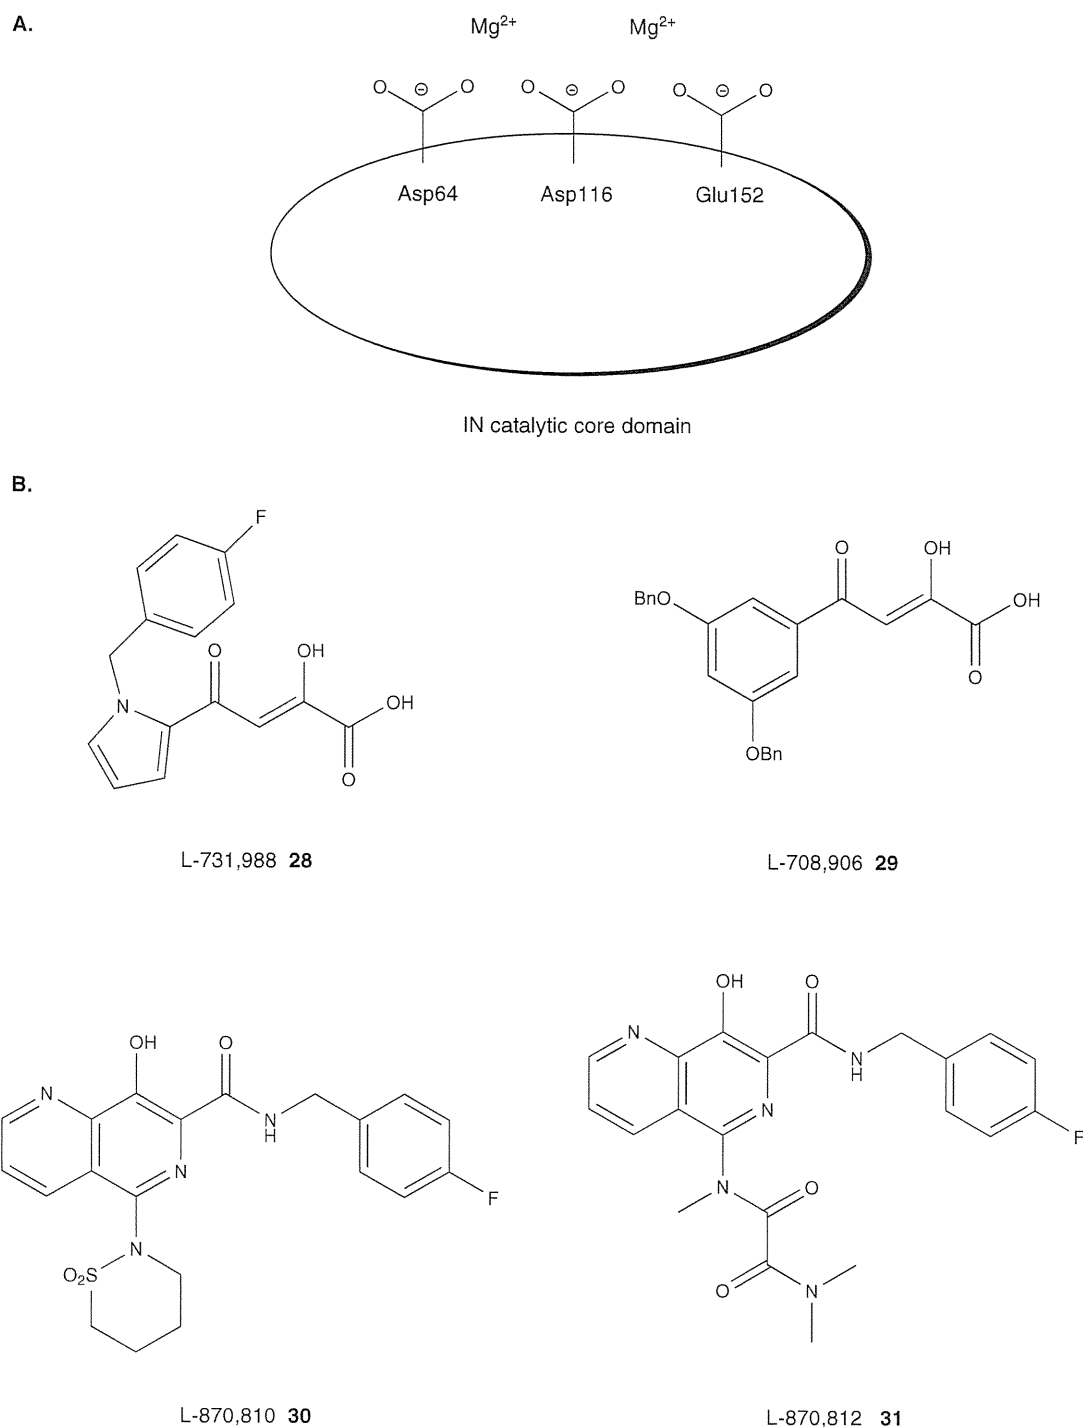 A.
Mg2+ Mg2+
O ⊖ O O ⊖ O O ⊖ O
Asp64 Asp116 Glu152
IN catalytic core domain
B.
F
O OH
N OH
O
L-731,988 28
O OH
BnO OH
O
OBn
L-708,906 29
OH O
N N
H
N
F
N
O2S
L-870,810 30
OH O
N N
H
N
F
N O
O N
L-870,812 31